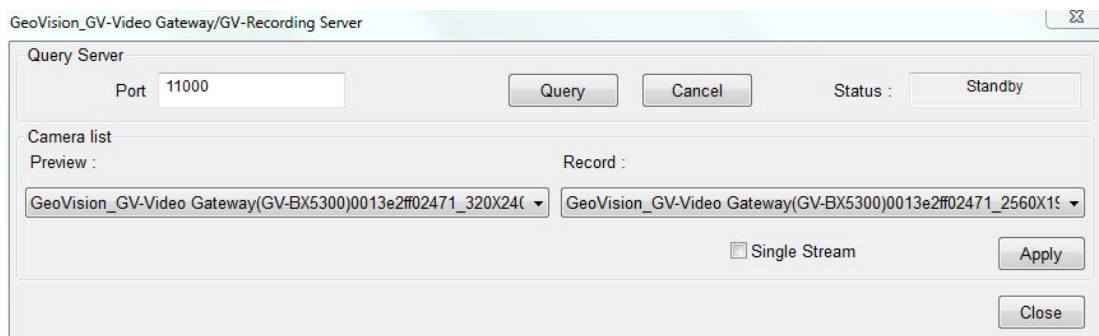 GeoVision_GV-Video Gateway/GV-Recording Server
Query Server
Port 11000 Query Cancel Status : Standby
Camera list
Preview : Record :
GeoVision_GV-Video Gateway(GV-BX5300)0013e2ff02471_320X24( GeoVision_GV-Video Gateway(GV-BX5300)0013e2ff02471_2560X19
Single Stream Apply
Close